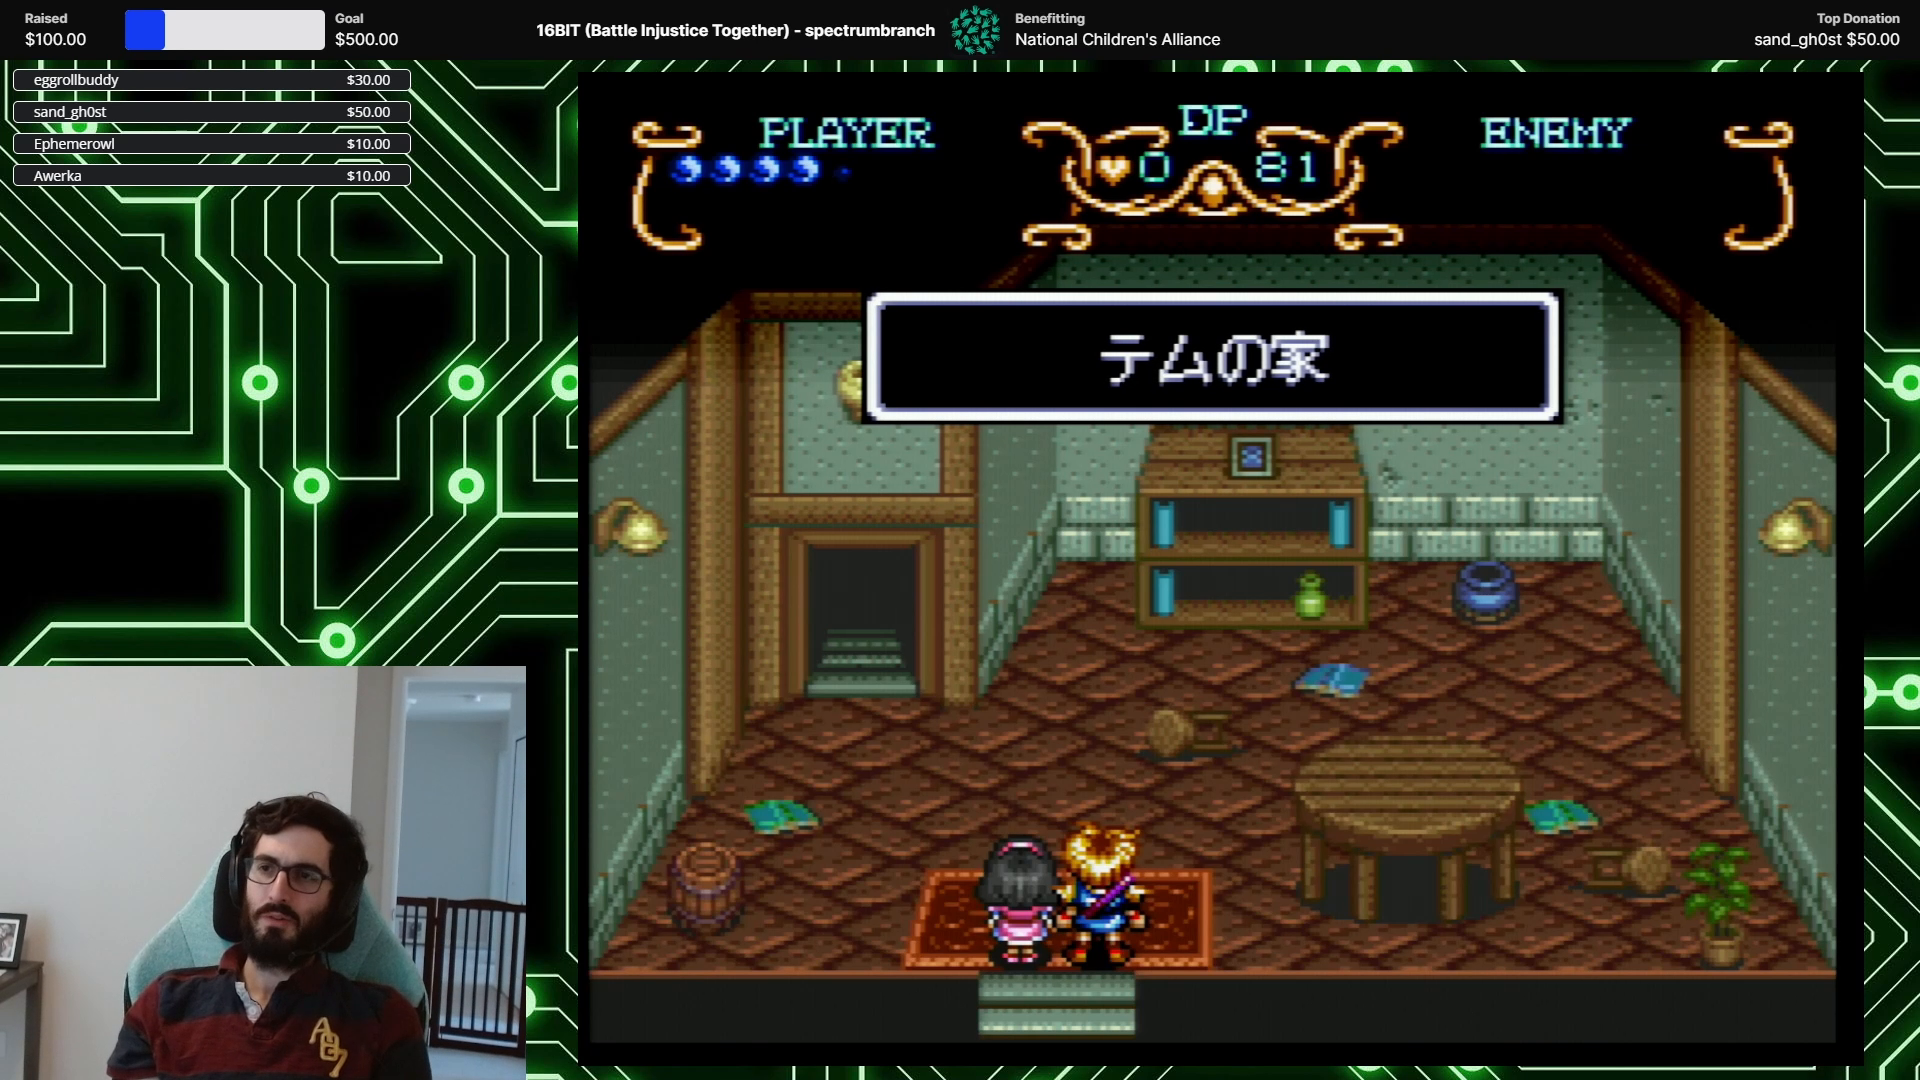 Raised
$100.00
Goal
$500.00
16BIT (Battle Injustice Together) - spectrumbranch
Benefitting
National Children's Alliance
Top Donation
sand_gh0st $50.00
eggrollbuddy $30.00
sand_gh0st $50.00
Ephemerowl $10.00
Awerka $10.00
PLAYER
DP
ENEMY
0 81
テムの家